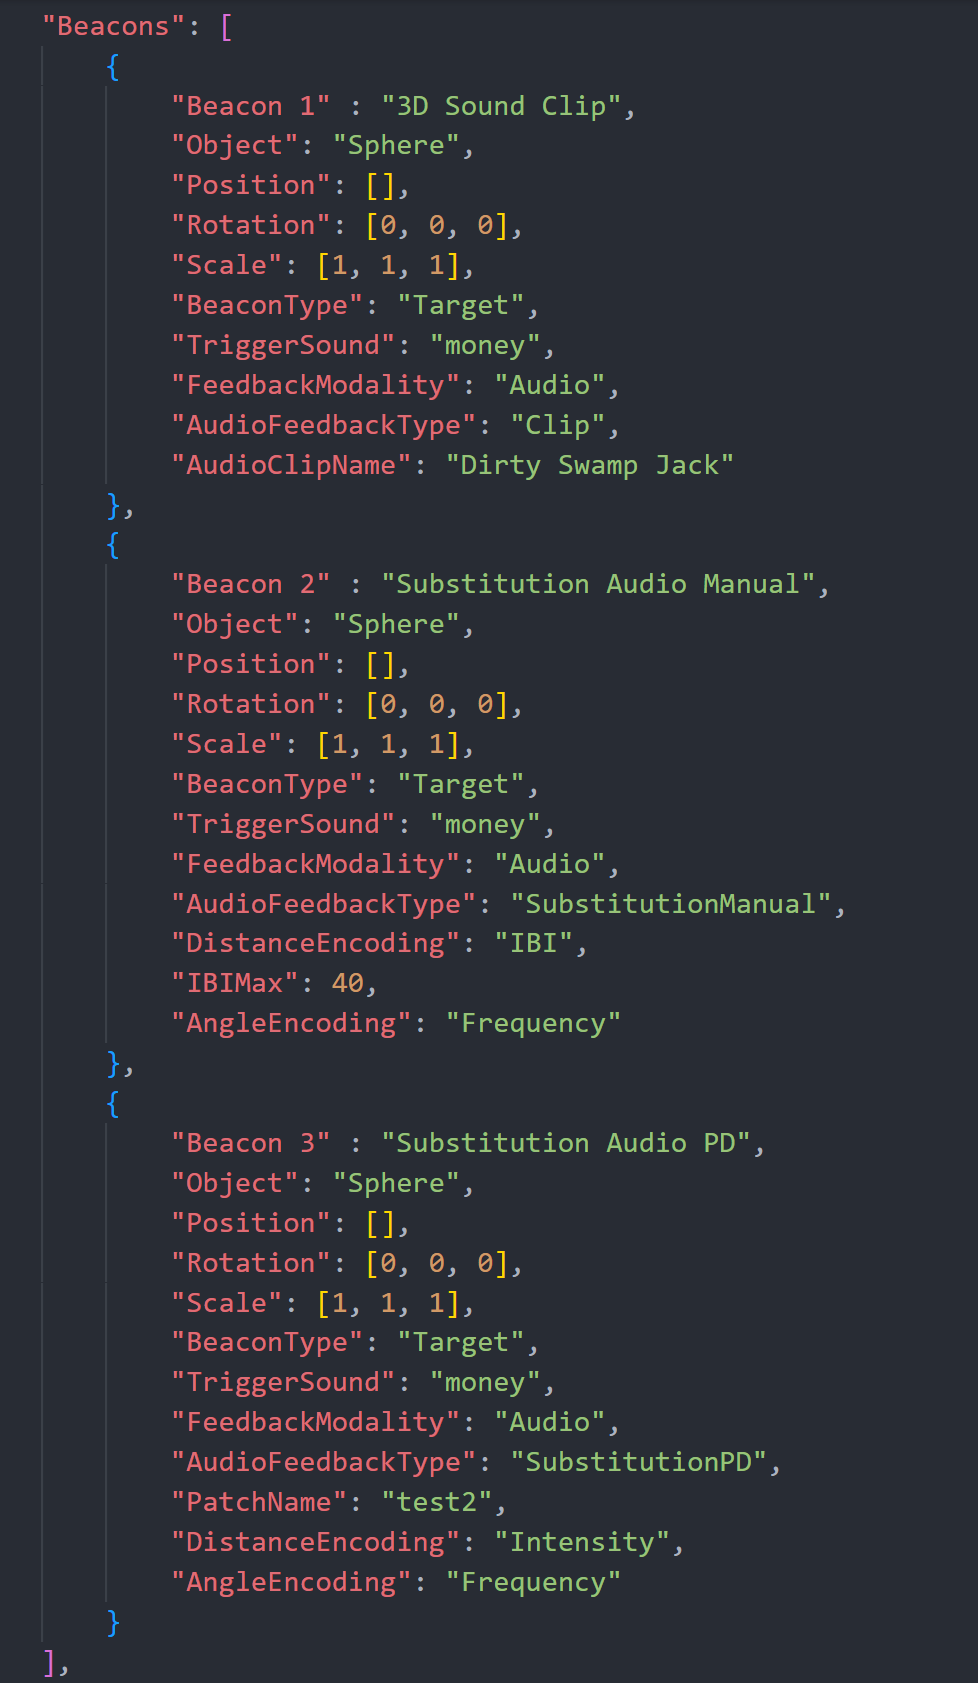 "Beacons": [
{
"Beacon 1" : "3D Sound Clip",
"Object": "Sphere",
"Position": [],
"Rotation": [0, 0, 0],
"Scale": [1, 1, 1],
"BeaconType": "Target",
"TriggerSound": "money",
"FeedbackModality": "Audio",
"AudioFeedbackType": "Clip",
"AudioClipName": "Dirty Swamp Jack"
},
{
"Beacon 2" : "Substitution Audio Manual",
"Object": "Sphere",
"Position": [],
"Rotation": [0, 0, 0],
"Scale": [1, 1, 1],
"BeaconType": "Target",
"TriggerSound": "money",
"FeedbackModality": "Audio",
"AudioFeedbackType": "SubstitutionManual",
"DistanceEncoding": "IBI",
"IBIMax": 40,
"AngleEncoding": "Frequency"
},
{
"Beacon 3" : "Substitution Audio PD",
"Object": "Sphere",
"Position": [],
"Rotation": [0, 0, 0],
"Scale": [1, 1, 1],
"BeaconType": "Target",
"TriggerSound": "money",
"FeedbackModality": "Audio",
"AudioFeedbackType": "SubstitutionPD",
"PatchName": "test2",
"DistanceEncoding": "Intensity",
"AngleEncoding": "Frequency"
}
],